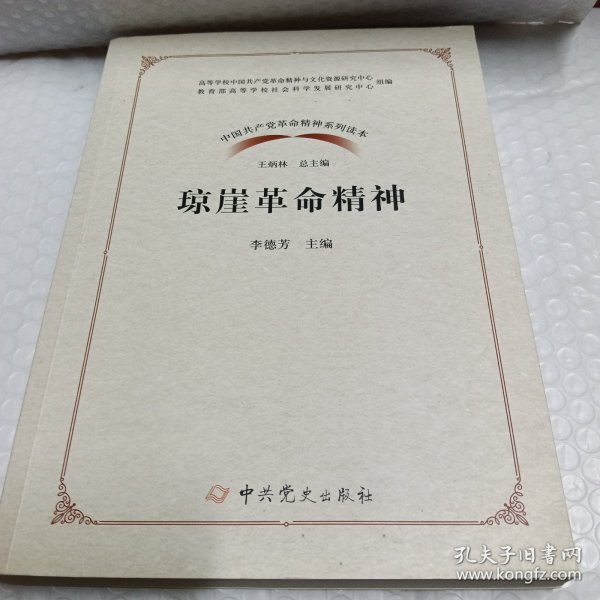 高等学校中国共产党革命精神与文化资源研究中心
教育部高等学校社会科学发展研究中心
组编
中国共产党革命精神系列读本
王炳林 总主编
琼崖革命精神
李德芳 主编
中共党史出版社
孔夫子旧书网
www.kongfz.com